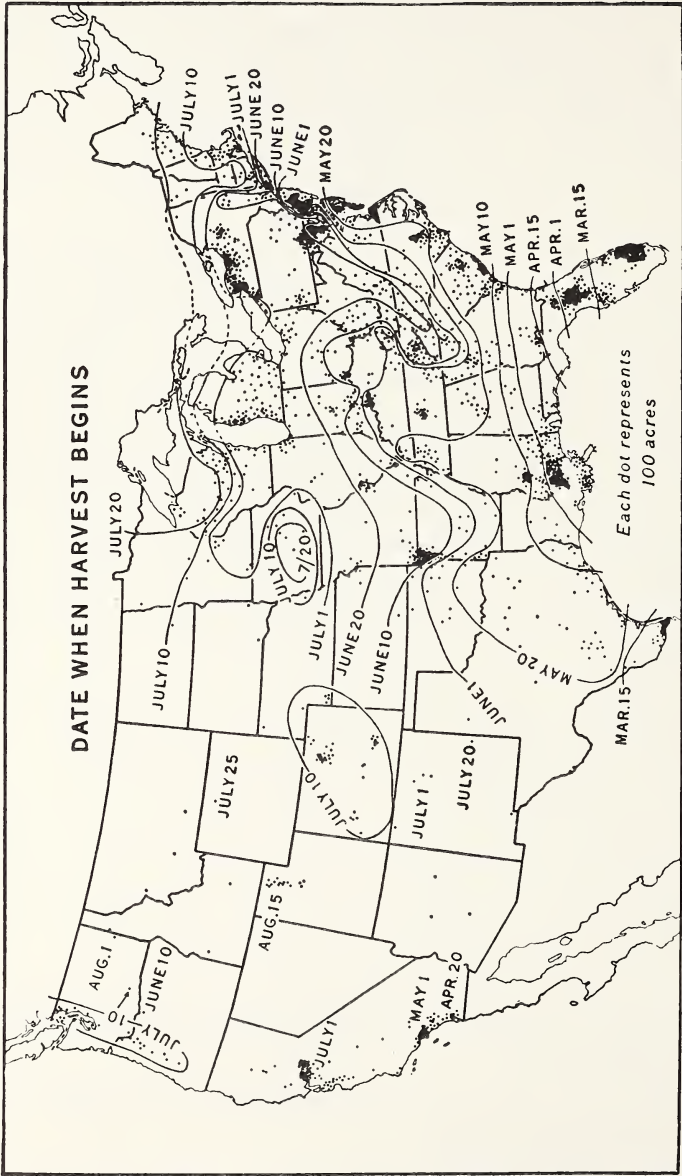 DATE WHEN HARVEST BEGINS
JULY 20
JULY 10
JULY 1
JUNE 20
JUNE 10
JUNE 1
MAY 20
MAY 10
MAY 1
APR. 15
APR. 1
MAR. 15
AUG. 1
JULY 10
JUNE 10
JULY 10
JULY 25
JULY 10
7/20
JULY 1
JUNE 20
JUNE 10
AUG. 15
JULY 10
JULY 1
JULY 20
JUNE 1
MAY 20
MAR. 15
JULY 1
MAY 1
APR. 20
Each dot represents
100 acres